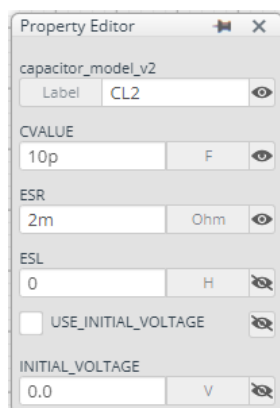 Property Editor
capacitor_model_v2
Label CL2
CVALUE
10p F
ESR
2m Ohm
ESL
0 H
USE_INITIAL_VOLTAGE
INITIAL_VOLTAGE
0.0 V